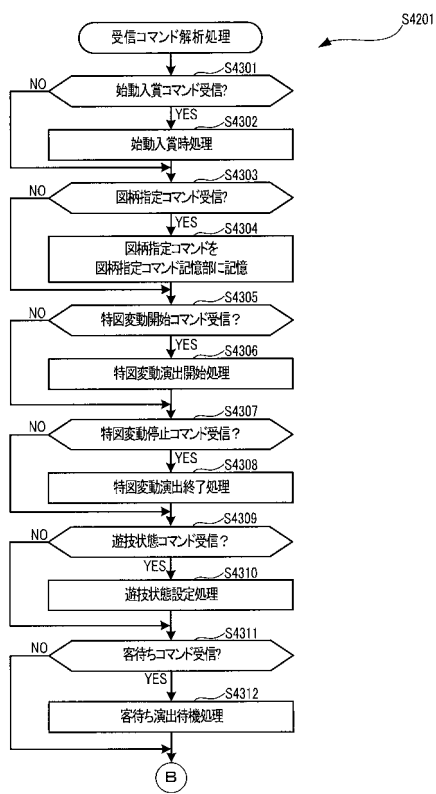 S4201
受信コマンド解析処理
S4301
NO
始動入賞コマンド受信?
YES
S4302
始動入賞時処理
S4303
NO
図柄指定コマンド受信?
YES
S4304
図柄指定コマンドを
図柄指定コマンド記憶部に記憶
S4305
NO
特図変動開始コマンド受信?
YES
S4306
特図変動演出開始処理
S4307
NO
特図変動停止コマンド受信?
YES
S4308
特図変動演出終了処理
S4309
NO
遊技状態コマンド受信?
YES
S4310
遊技状態設定処理
S4311
NO
客待ちコマンド受信?
YES
S4312
客待ち演出待機処理
B